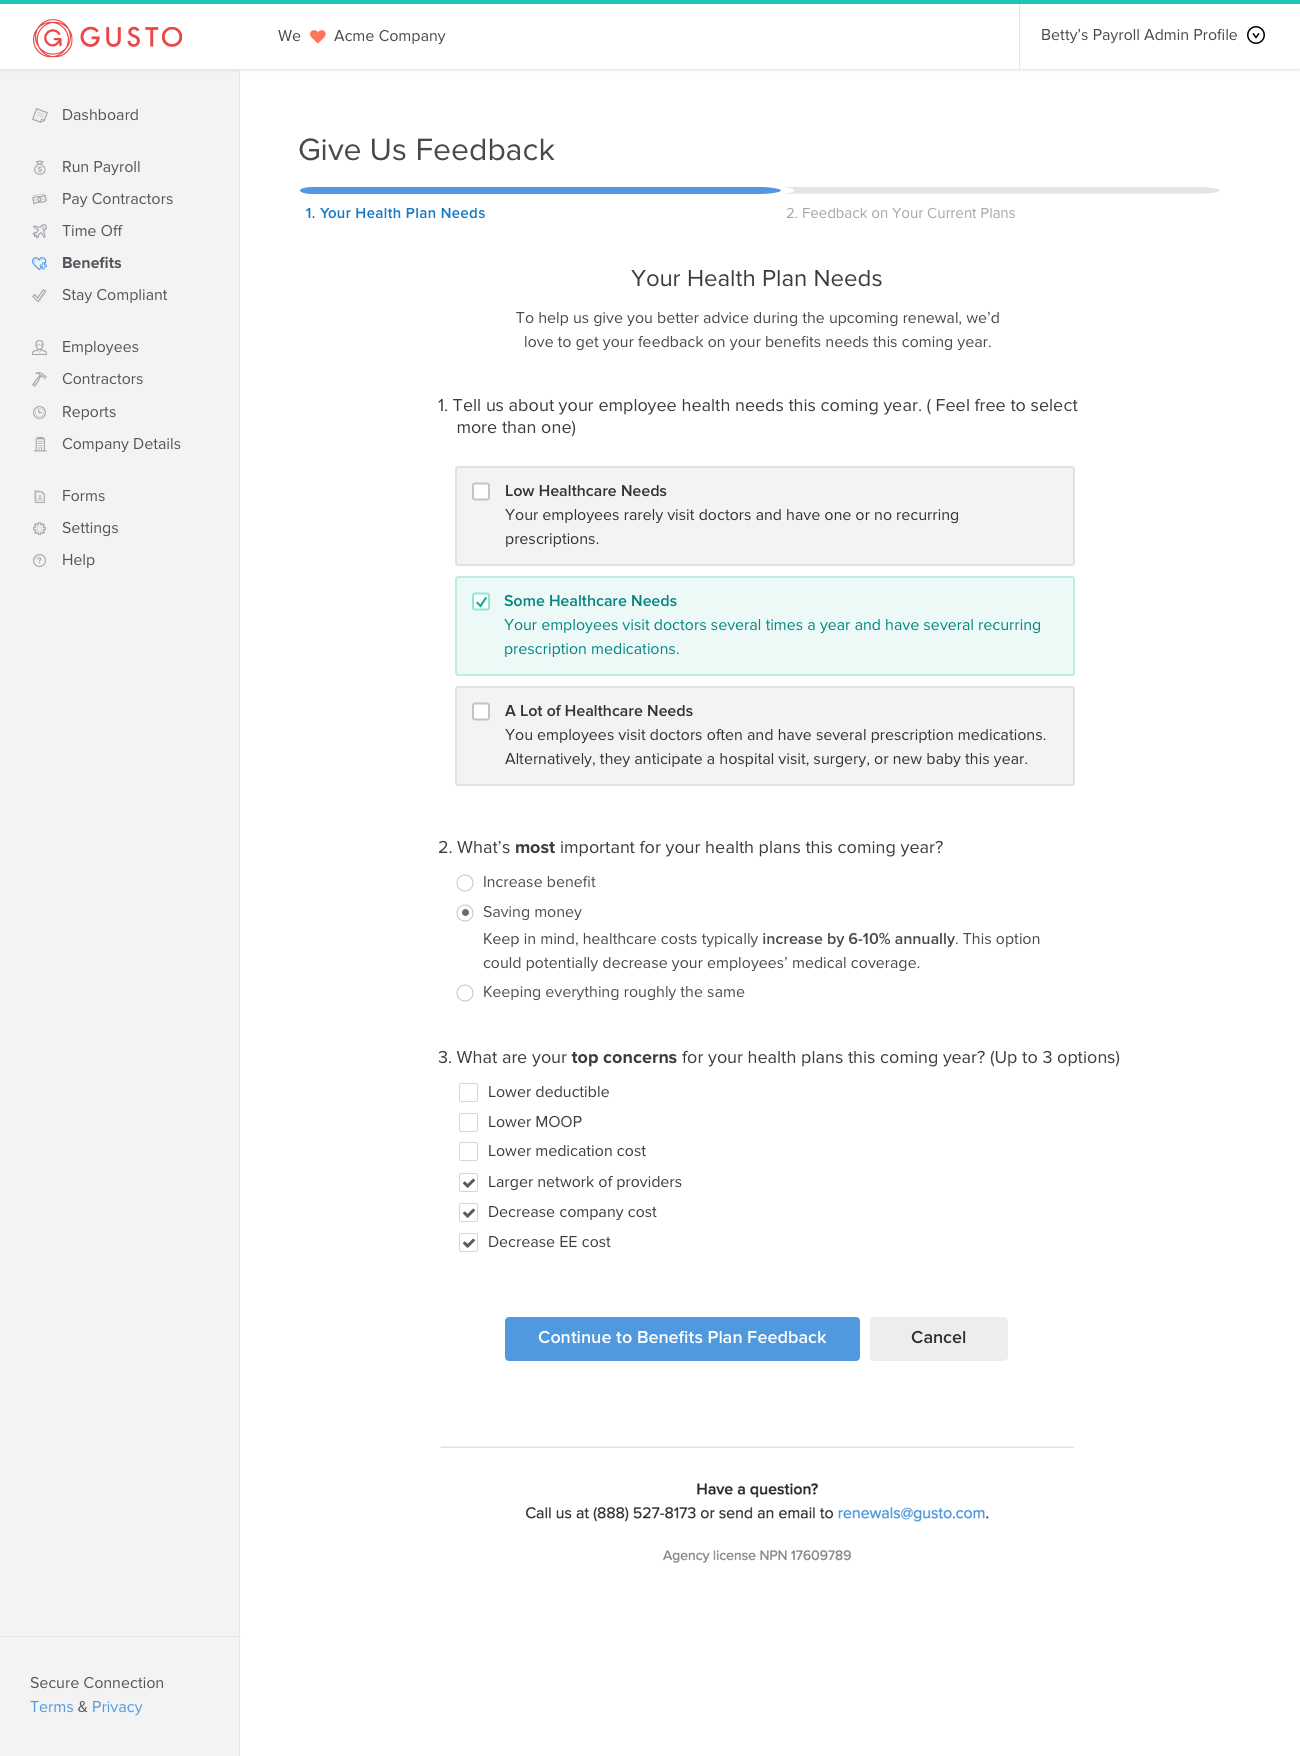 GUSTO
We Acme Company
Betty's Payroll Admin Profile
Dashboard
Run Payroll
Pay Contractors
Time Off
Benefits
Stay Compliant
Employees
Contractors
Reports
Company Details
Forms
Settings
Help
Secure Connection
Terms & Privacy
Give Us Feedback
1. Your Health Plan Needs
2. Feedback on Your Current Plans
Your Health Plan Needs
To help us give you better advice during the upcoming renewal, we'd
love to get your feedback on your benefits needs this coming year.
1. Tell us about your employee health needs this coming year. ( Feel free to select
more than one)
Low Healthcare Needs
Your employees rarely visit doctors and have one or no recurring
prescriptions.
Some Healthcare Needs
Your employees visit doctors several times a year and have several recurring
prescription medications.
A Lot of Healthcare Needs
You employees visit doctors often and have several prescription medications.
Alternatively, they anticipate a hospital visit, surgery, or new baby this year.
2. What's most important for your health plans this coming year?
Increase benefit
Saving money
Keep in mind, healthcare costs typically increase by 6-10% annually. This option
could potentially decrease your employees' medical coverage.
Keeping everything roughly the same
3. What are your top concerns for your health plans this coming year? (Up to 3 options)
Lower deductible
Lower MOOP
Lower medication cost
Larger network of providers
Decrease company cost
Decrease EE cost
Continue to Benefits Plan Feedback
Cancel
Have a question?
Call us at (888) 527-8173 or send an email to renewals@gusto.com.
Agency license NPN 17609789